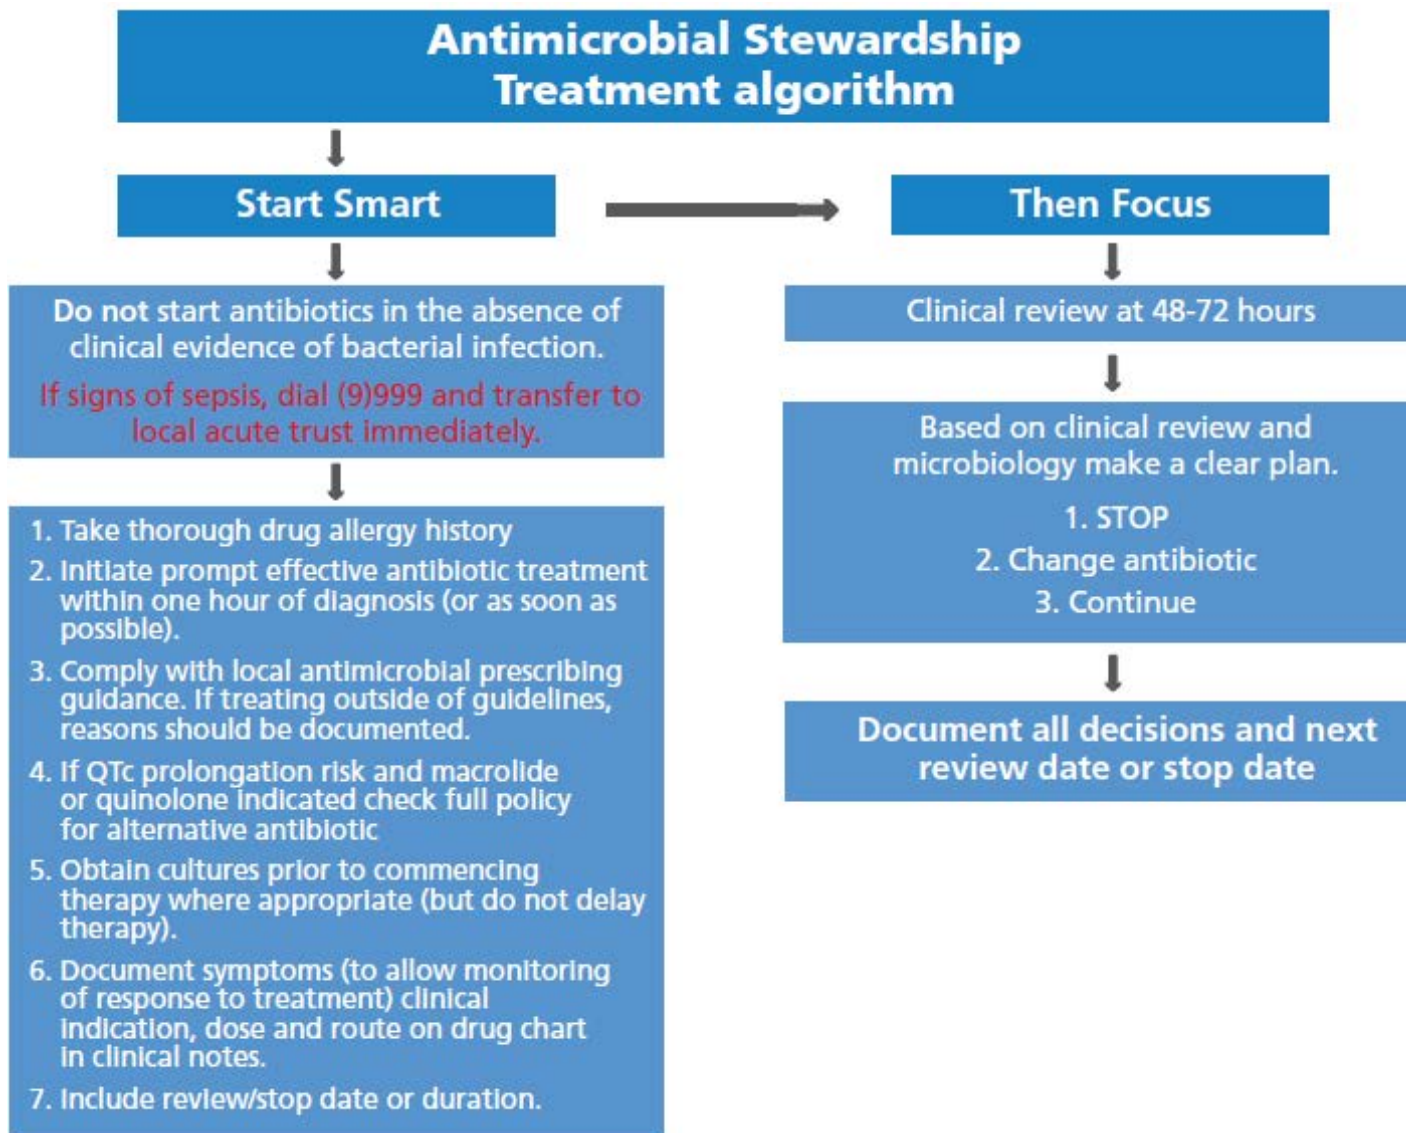 Antimicrobial Stewardship
Treatment algorithm
Start Smart
Do not start antibiotics in the absence of
clinical evidence of bacterial infection.
If signs of sepsis, dial (9)999 and transfer to
local acute trust immediately.
1. Take thorough drug allergy history
2. Initiate prompt effective antibiotic treatment
within one hour of diagnosis (or as soon as
possible).
3. Comply with local antimicrobial prescribing
guidance. If treating outside of guidelines,
reasons should be documented.
4. If QTc prolongation risk and macrolide
or quinolone indicated check full policy
for alternative antibiotic
5. Obtain cultures prior to commencing
therapy where appropriate (but do not delay
therapy).
6. Document symptoms (to allow monitoring
of response to treatment) clinical
indication, dose and route on drug chart
in clinical notes.
7. Include review/stop date or duration.
Then Focus
Clinical review at 48-72 hours
Based on clinical review and
microbiology make a clear plan.
1. STOP
2. Change antibiotic
3. Continue
Document all decisions and next
review date or stop date